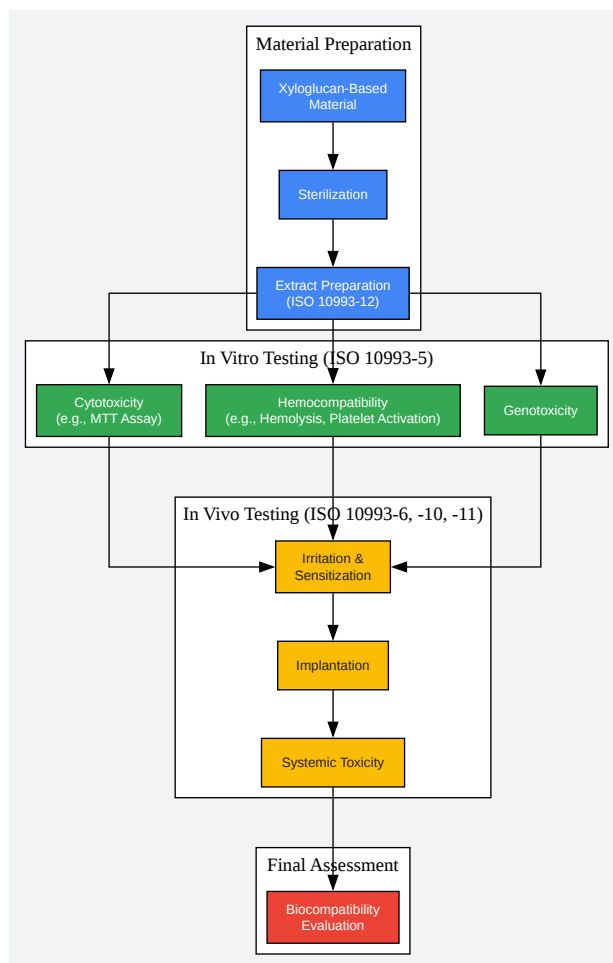 Material Preparation
Xyloglucan-Based
Material
Sterilization
Extract Preparation
(ISO 10993-12)
In Vitro Testing (ISO 10993-5)
Cytotoxicity
(e.g., MTT Assay)
Hemocompatibility
(e.g., Hemolysis, Platelet Activation)
Genotoxicity
In Vivo Testing (ISO 10993-6, -10, -11)
Irritation &
Sensitization
Implantation
Systemic Toxicity
Final Assessment
Biocompatibility
Evaluation